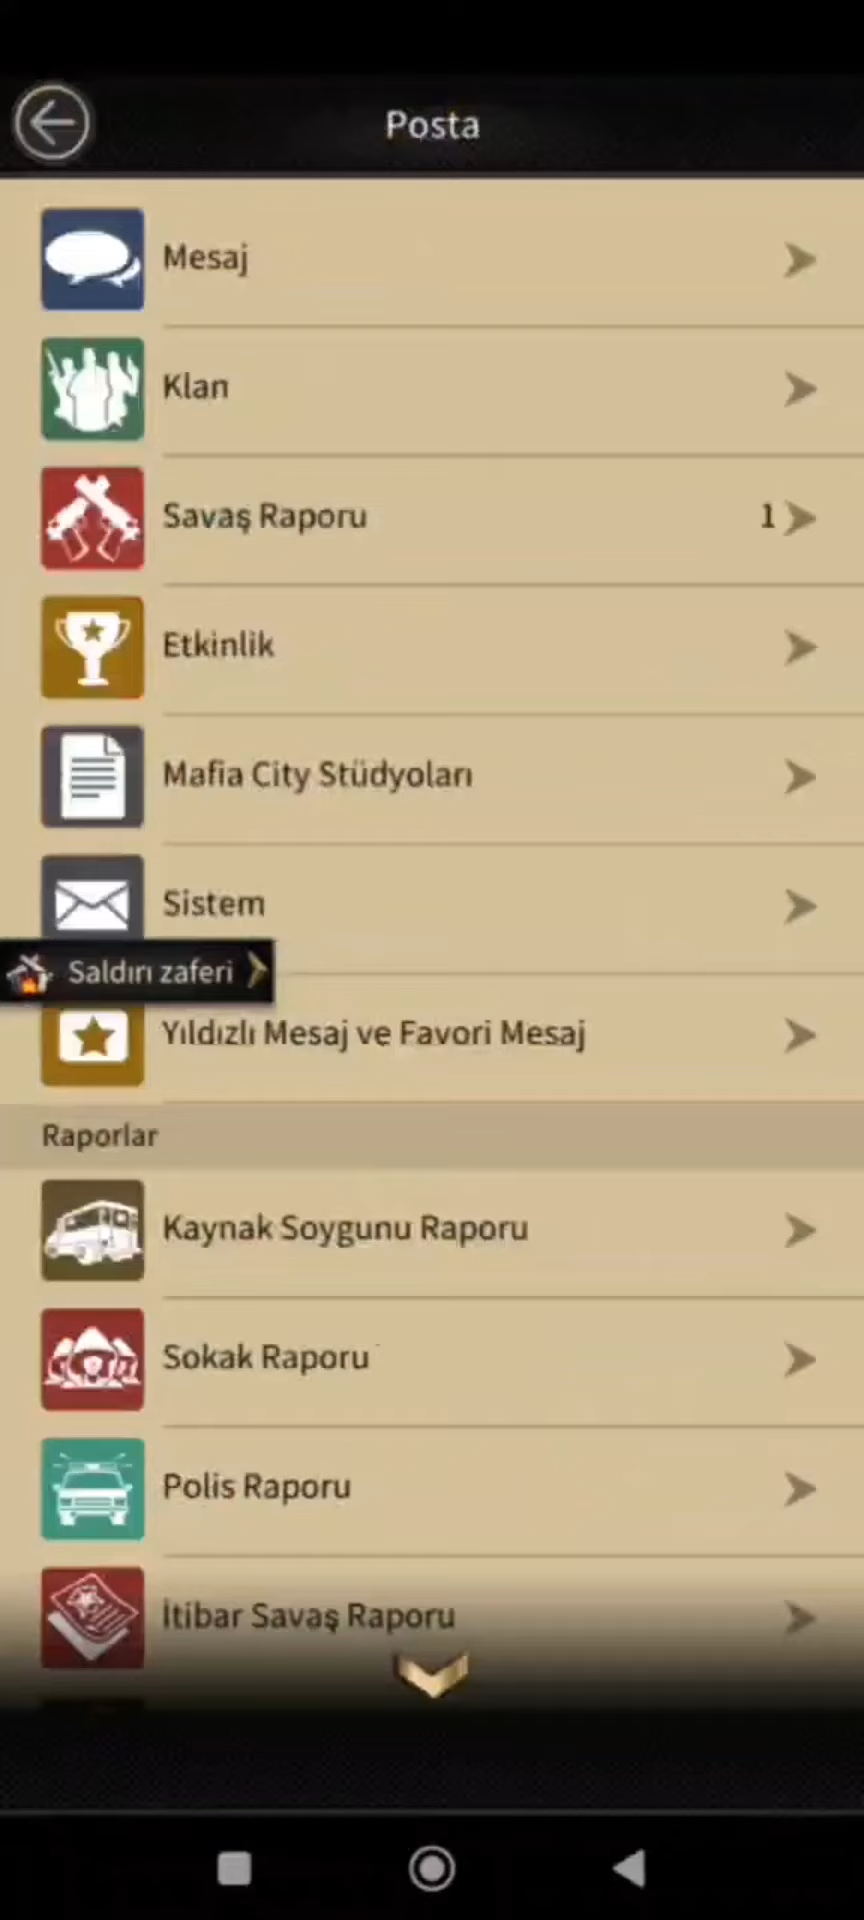 Posta
Mesaj
Klan
Savaş Raporu 1
Etkinlik
Mafia City Stüdyoları
Sistem
Saldırı zaferi
Yıldızlı Mesaj ve Favori Mesaj
Raporlar
Kaynak Soygunu Raporu
Sokak Raporu
Polis Raporu
İtibar Savaş Raporu